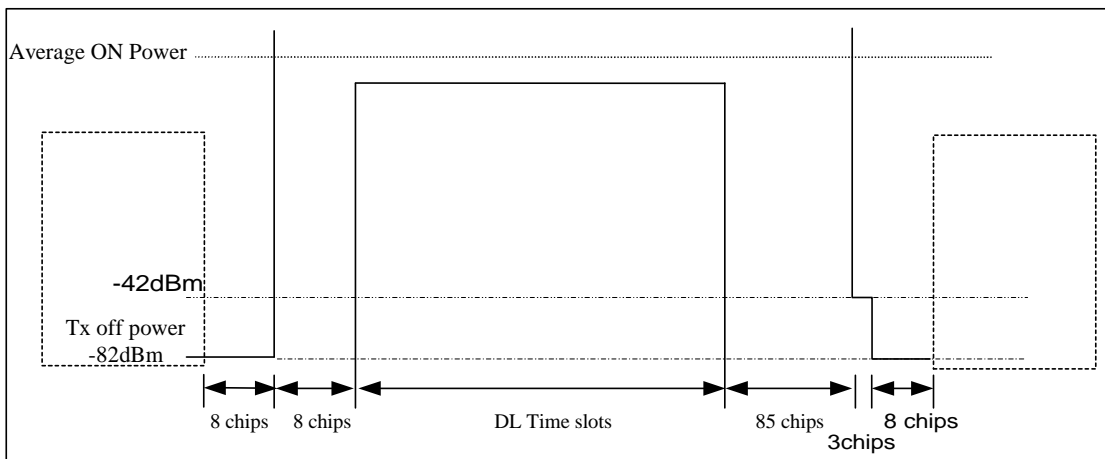 Average ON Power
-42dBm
Tx off power
-82dBm
8 chips
8 chips
DL Time slots
85 chips
3chips
8 chips